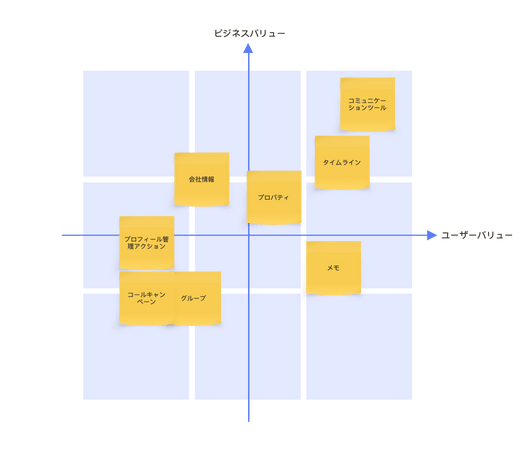 ビジネスバリュー
コミュニケー
ションツール
タイムライン
会社情報
プロパティ
ユーザーバリュー
プロフィール管
理アクション
メモ
コールキャン
ペーン
グループ